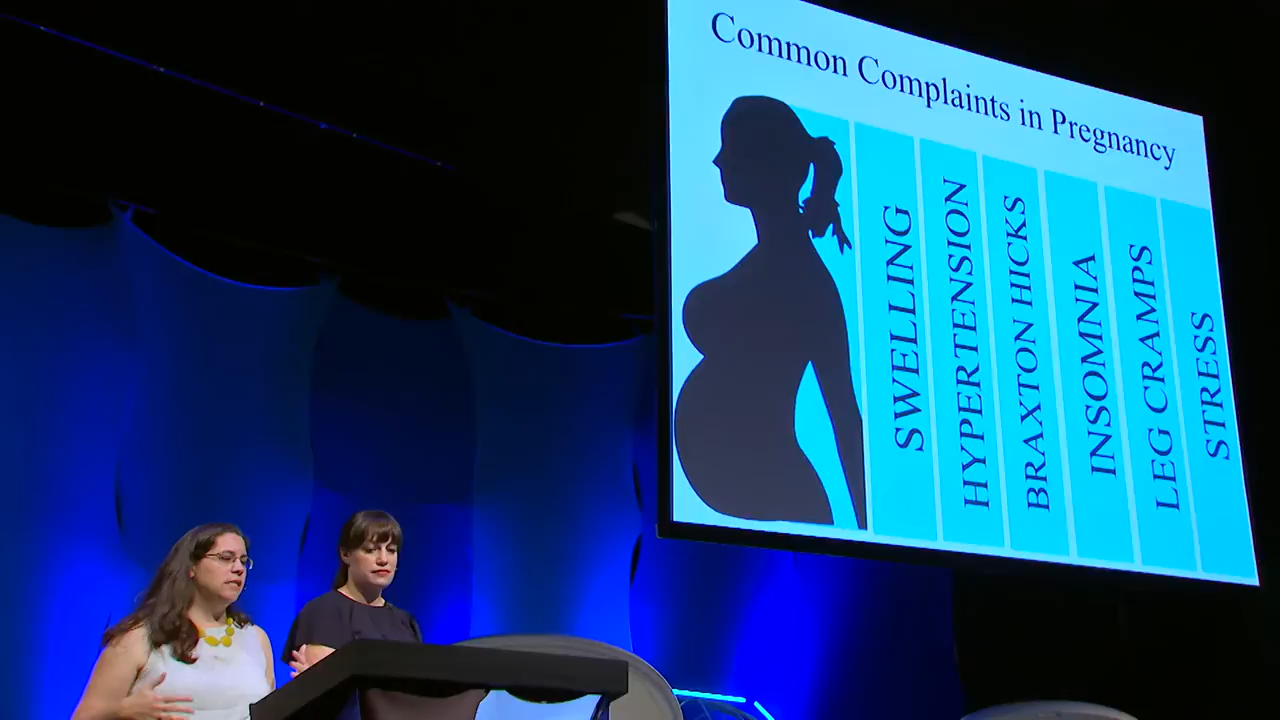 Common Complaints in Pregnancy
SWELLING
HYPERTENSION
BRAXTON HICKS
INSOMNIA
LEG CRAMPS
STRESS